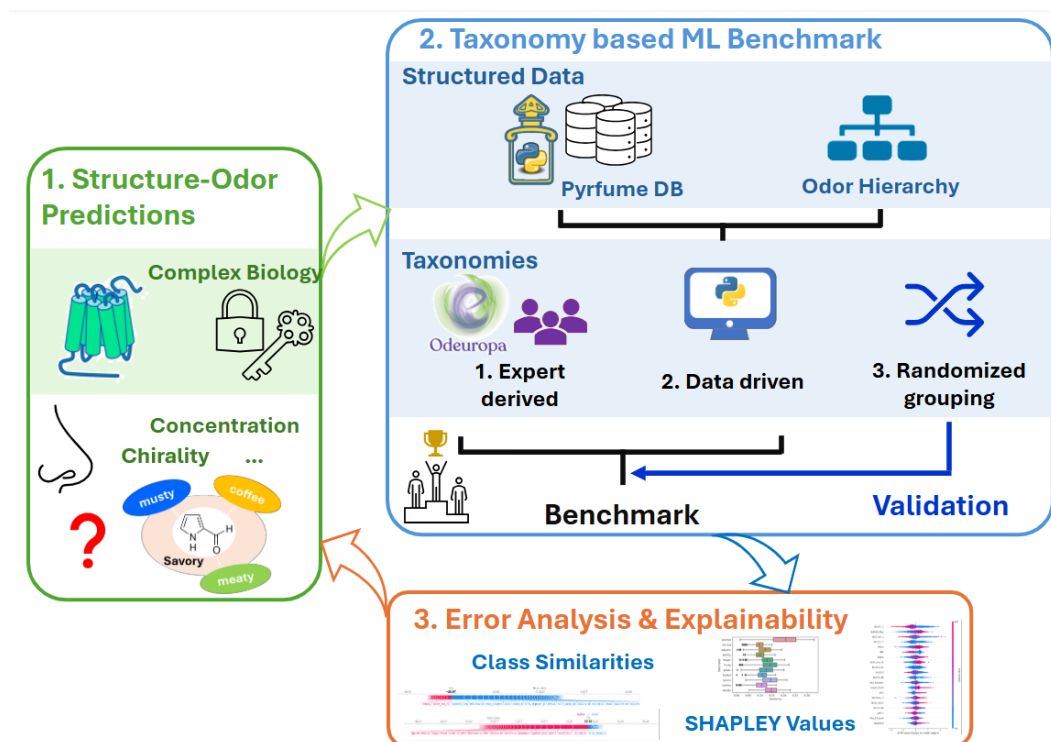 1. Structure-Odor
Predictions
Complex Biology
Concentration
Chirality ...
musty
coffee
N
H
H
O
Savory
meaty
2. Taxonomy based ML Benchmark
Structured Data
Pyrfume DB
Odor Hierarchy
Taxonomies
Odeuropa
1. Expert
derived
2. Data driven
3. Randomized
grouping
Benchmark
Validation
3. Error Analysis & Explainability
Class Similarities
SHAPLEY Values